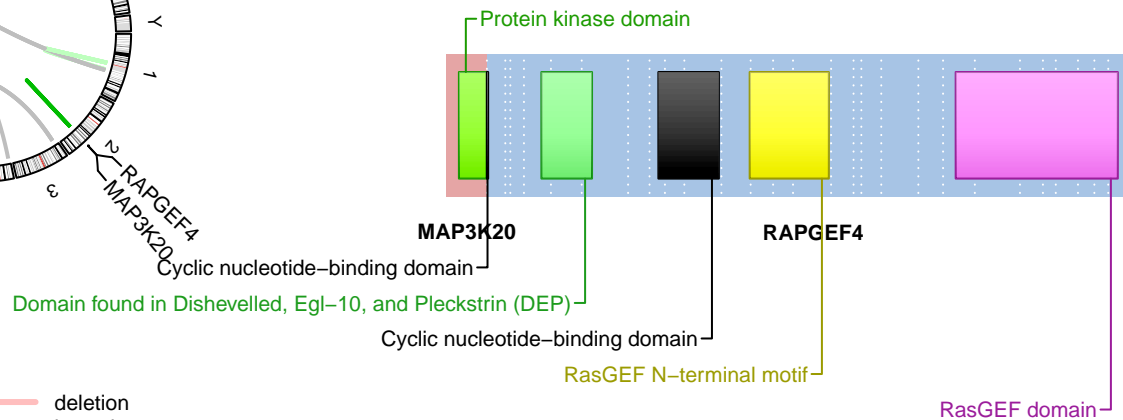 Protein kinase domain
Y
1
2
3
RAPGEF4
MAP3K20
MAP3K20
RAPGEF4
Cyclic nucleotide−binding domain
Domain found in Dishevelled, Egl−10, and Pleckstrin (DEP)
Cyclic nucleotide−binding domain
RasGEF N−terminal motif
deletion
RasGEF domain